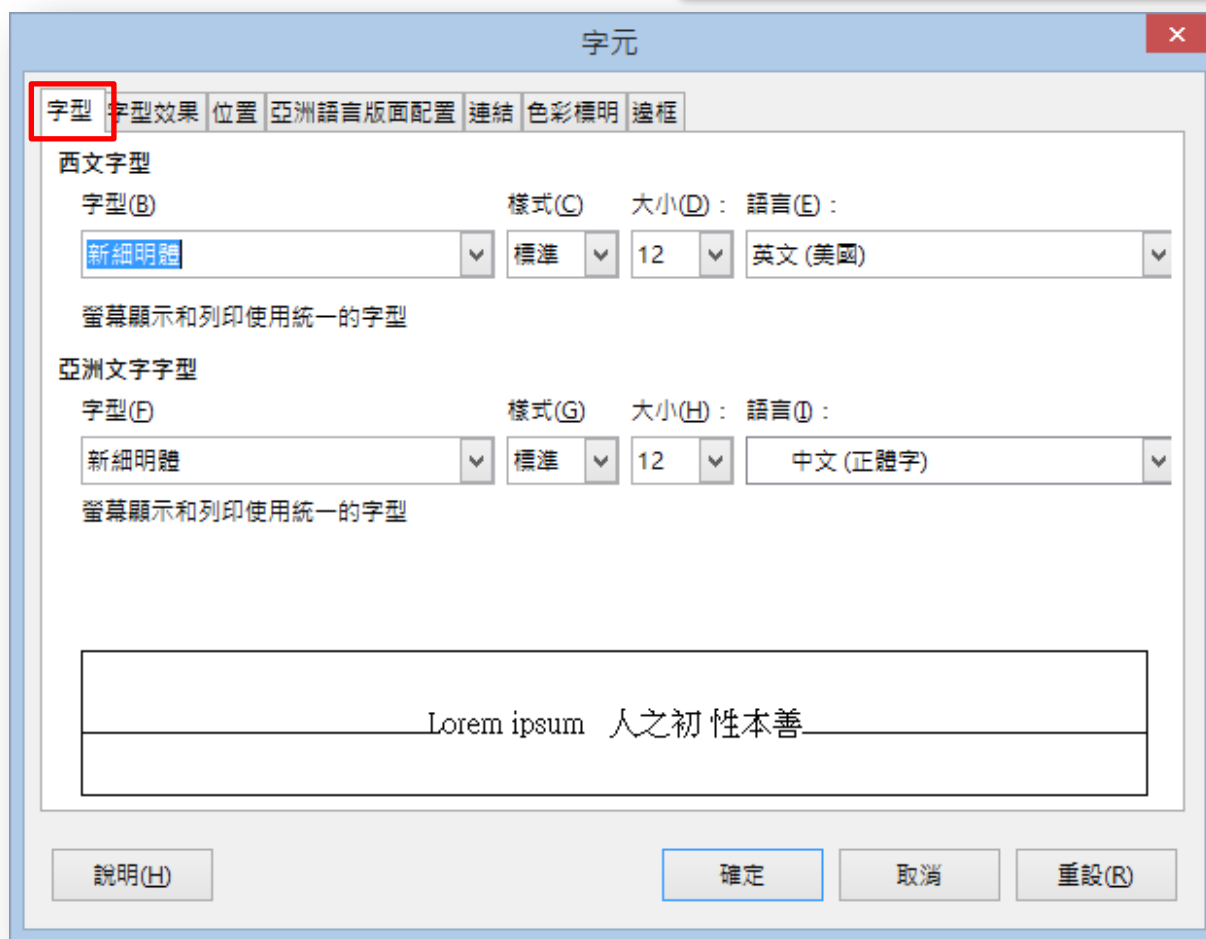 字元
字型 字型效果 位置 亞洲語言版面配置 連結 色彩標明 邊框
西文字型
字型(B) 樣式(C) 大小(D)： 語言(E)：
新細明體 標準 12 英文 (美國)
螢幕顯示和列印使用統一的字型
亞洲文字字型
字型(F) 樣式(G) 大小(H)： 語言(I)：
新細明體 標準 12 中文 (正體字)
螢幕顯示和列印使用統一的字型
Lorem ipsum 人之初 性本善
說明(H) 確定 取消 重設(R)